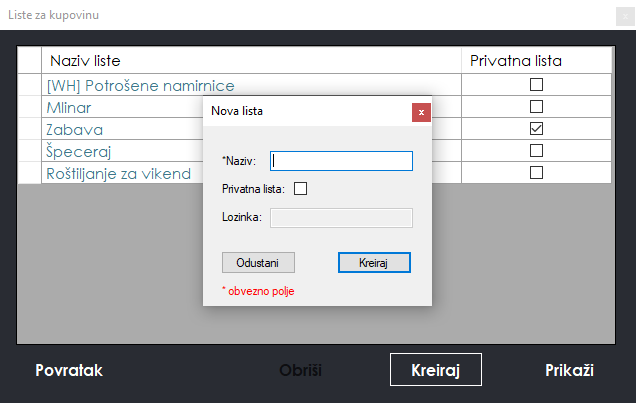 Liste za kupovinu x
Naziv liste Privatna lista
[WH] Potrošene namirnice
Mlinar
Zabava
Špeceraj
Roštiljanje za vikend
Nova lista x
*Naziv:
Privatna lista:
Lozinka:
Odustani Kreiraj
* obvezno polje
Povratak Obriši Kreiraj Prikaži